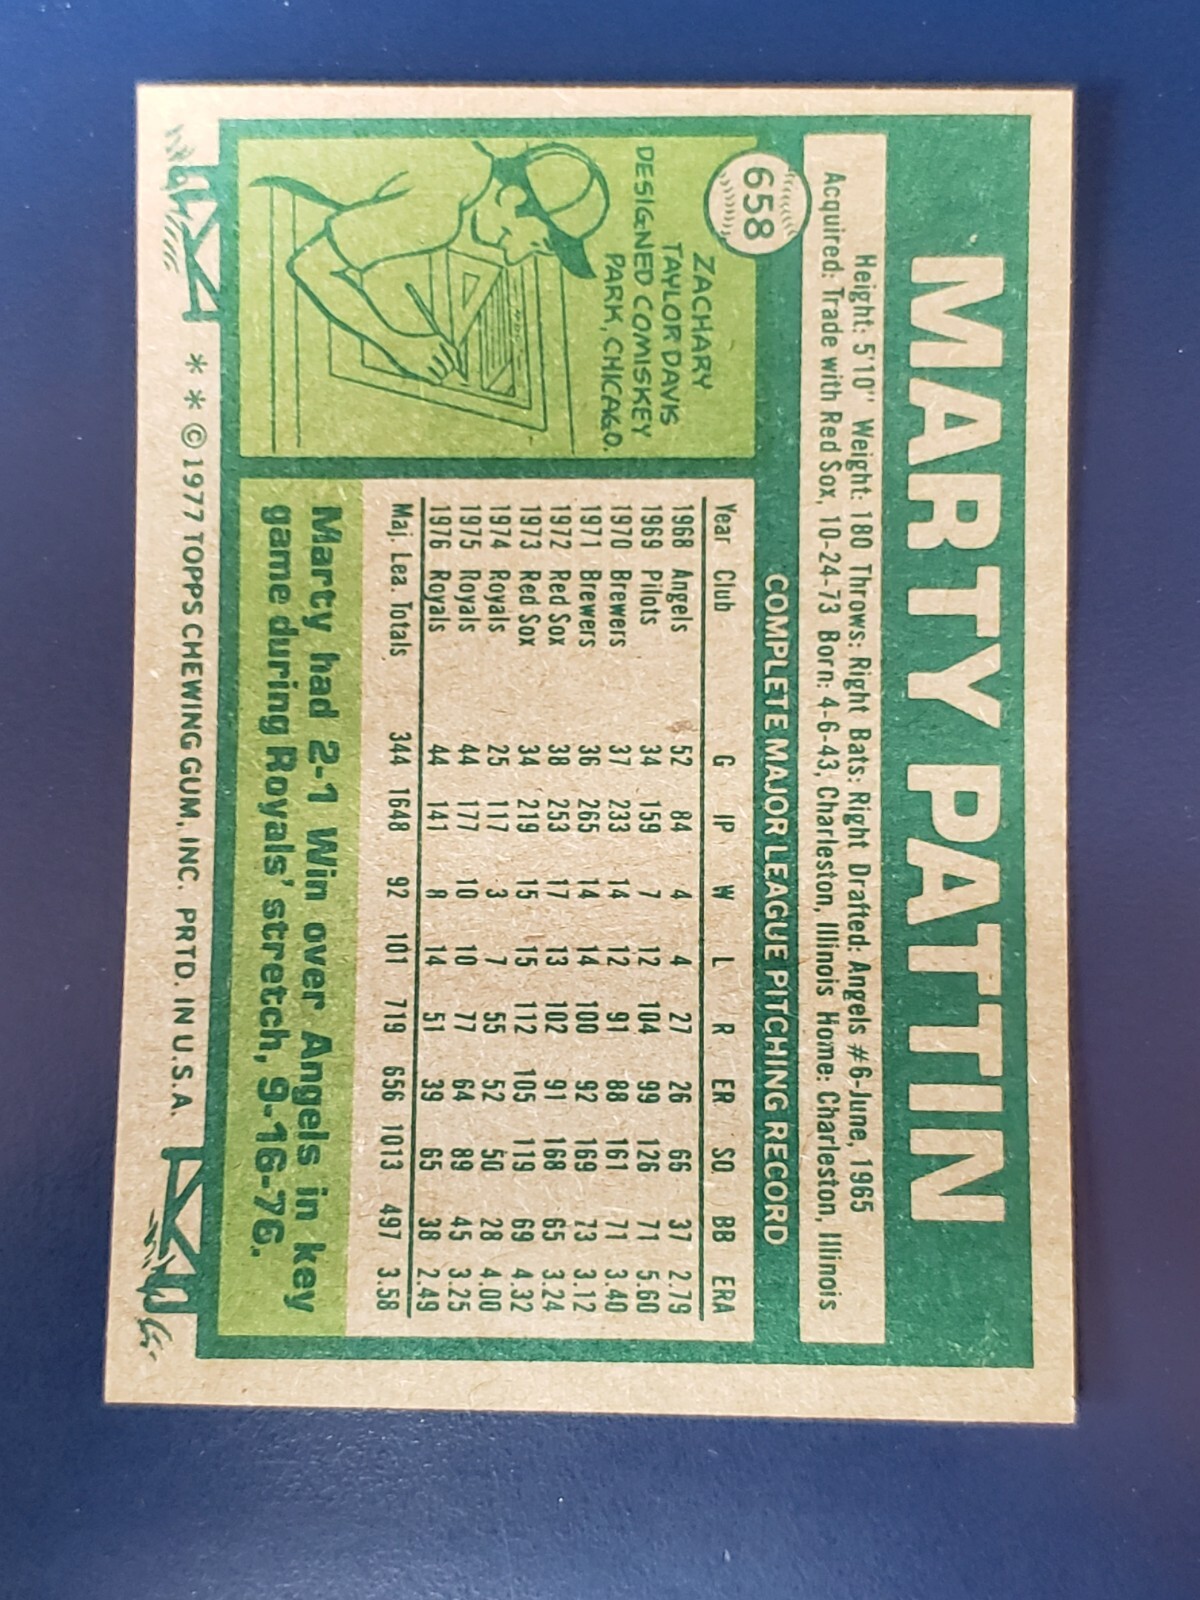 MARTY PATTIN
Height: 5'10" Weight: 180 Throws: Right Bats: Right Drafted: Angels #6-June, 1965
Acquired: Trade with Red Sox, 10-24-73 Born: 4-6-43, Charleston, Illinois Home: Charleston, Illinois
658
ZACHARY
TAYLOR DAVIS
DESIGNED COMISKEY
PARK, CHICAGO.
COMPLETE MAJOR LEAGUE PITCHING RECORD
Year Club G IP W L R ER SO BB ERA
1968 Angels 52 84 4 4 27 26 66 37 2.79
1969 Pilots 34 159 7 12 104 99 126 71 5.60
1970 Brewers 37 233 14 12 91 88 161 71 3.40
1971 Brewers 36 265 14 14 100 92 169 73 3.12
1972 Red Sox 38 253 17 13 102 91 168 65 3.24
1973 Red Sox 34 219 15 15 112 105 119 69 4.32
1974 Royals 25 117 3 7 55 52 50 28 4.00
1975 Royals 44 177 10 10 77 64 89 45 3.25
1976 Royals 44 141 8 14 51 39 65 38 2.49
Maj. Lea. Totals 344 1648 92 101 719 656 1013 497 3.58
Marty had 2-1 Win over Angels in key
game during Royals' stretch, 9-16-76.
* * © 1977 TOPPS CHEWING GUM, INC. PRTD. IN U.S.A.